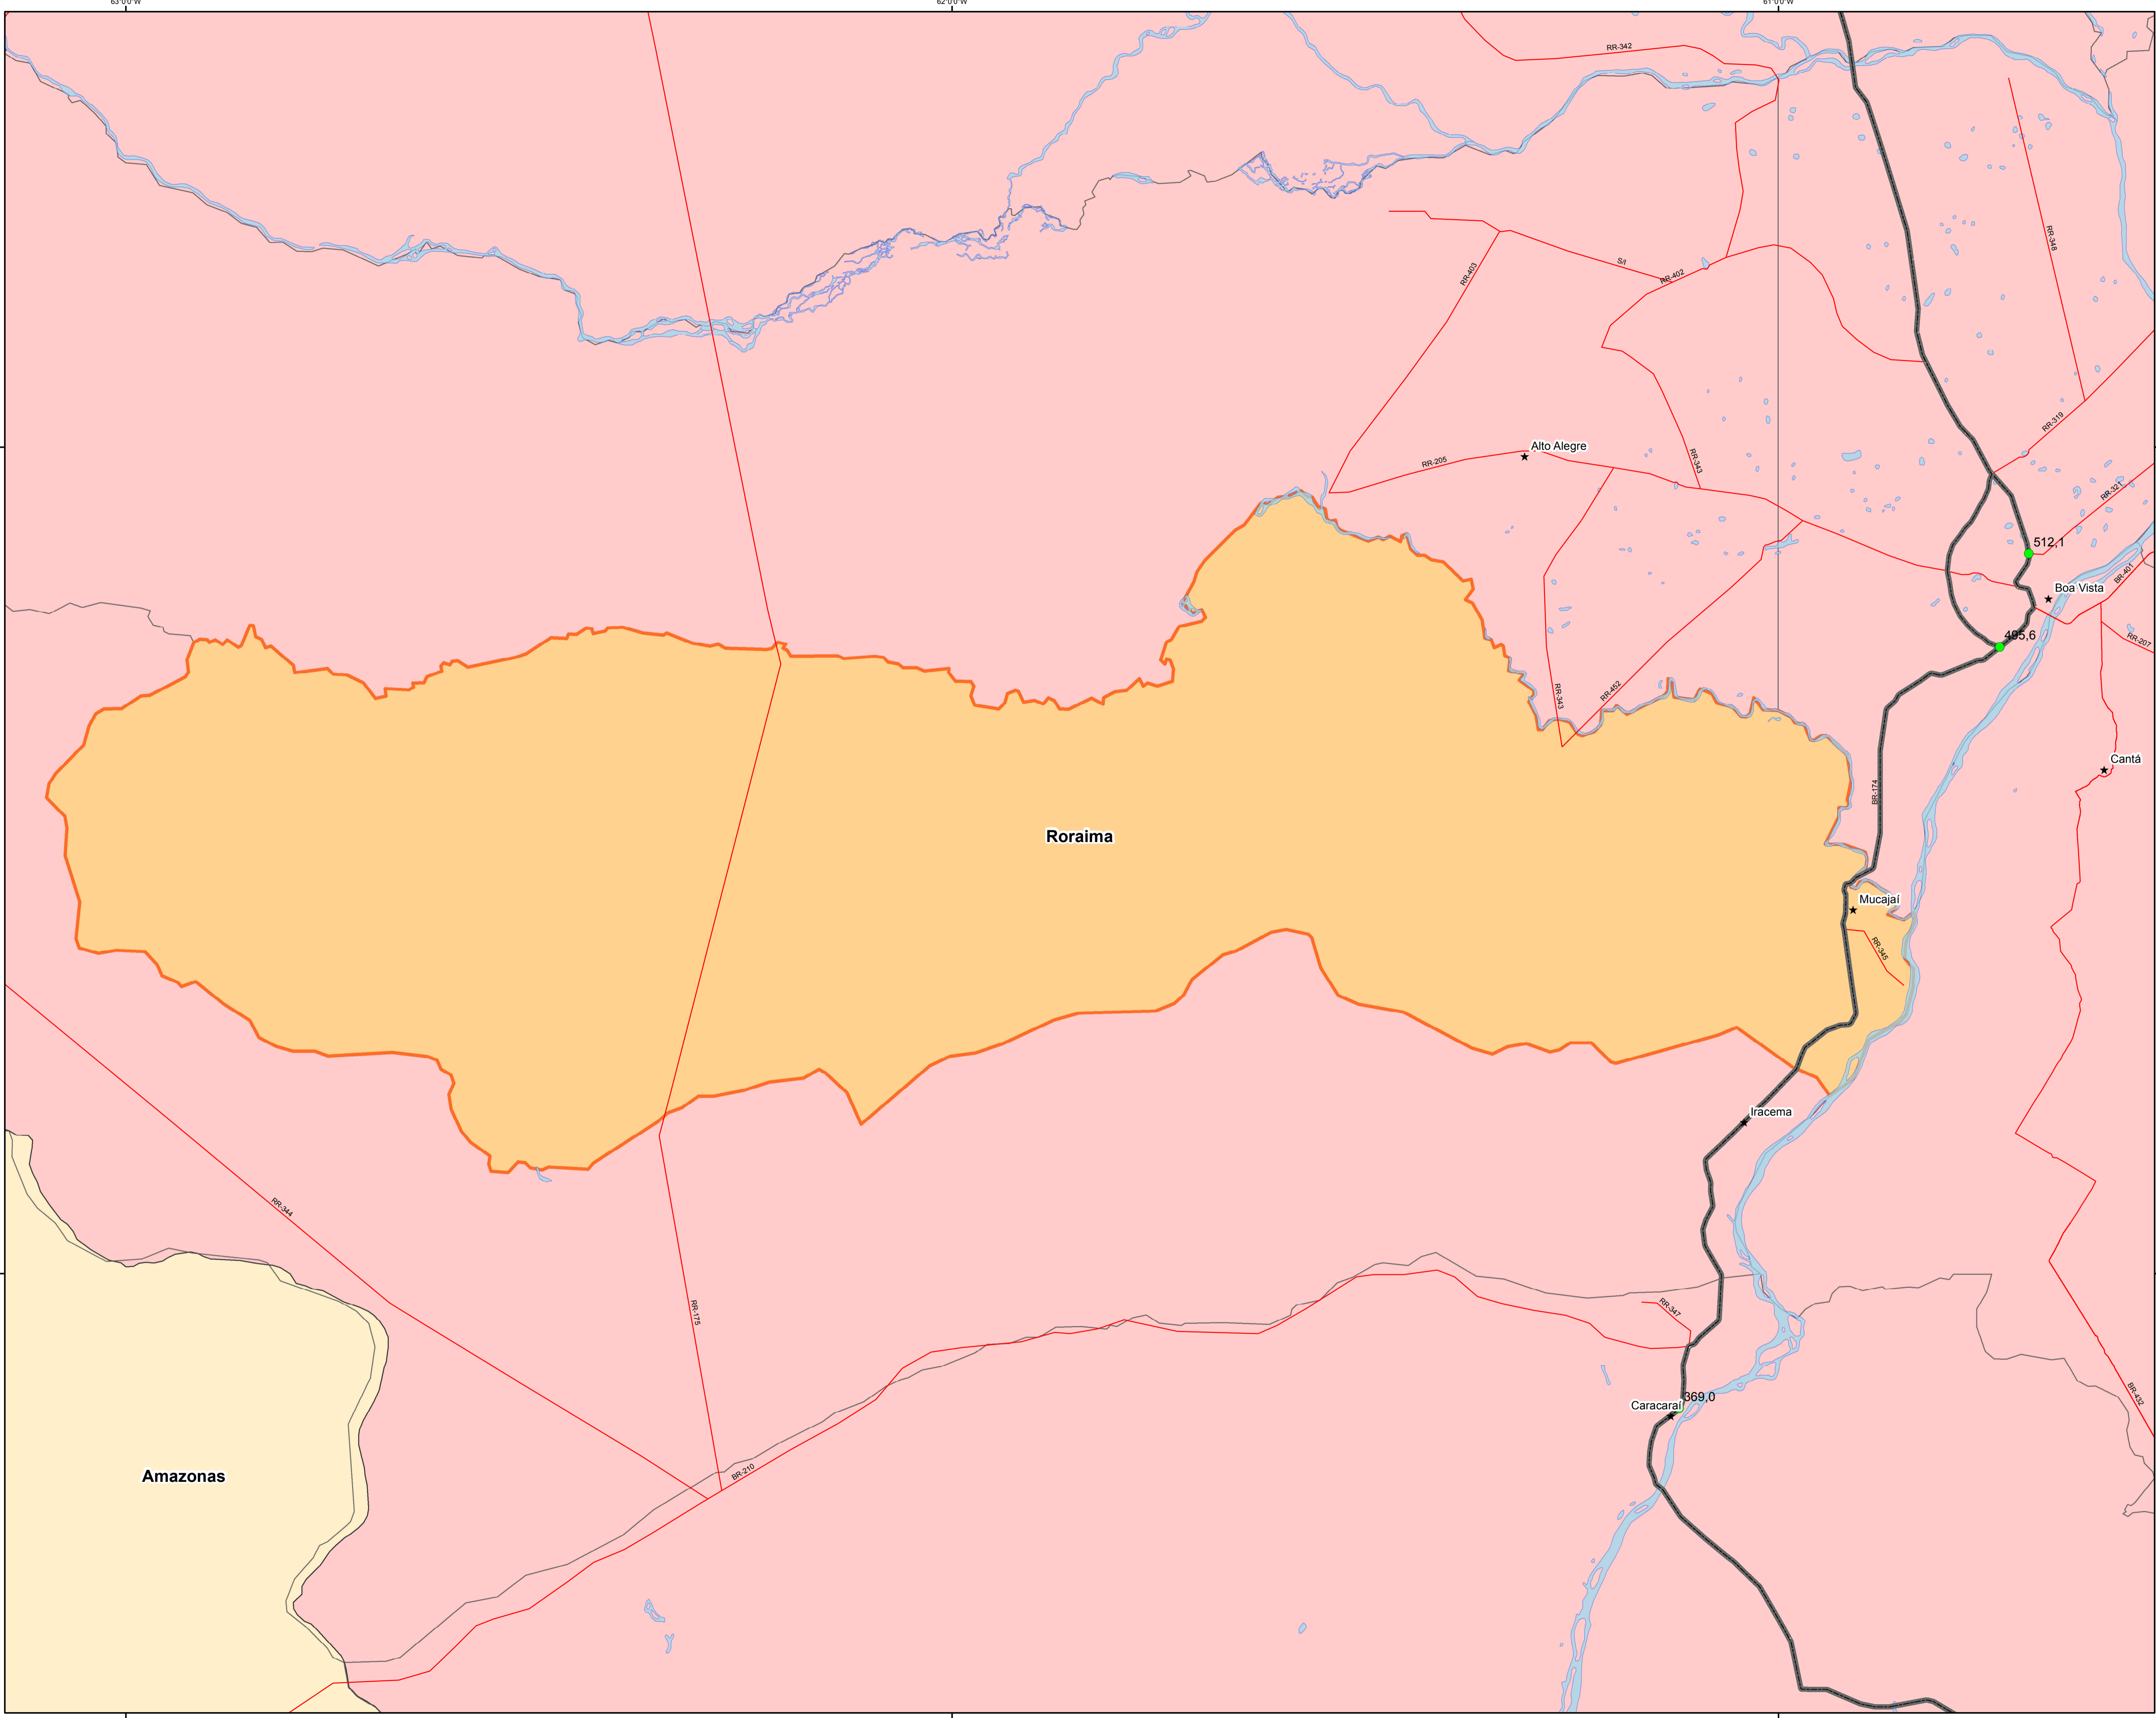 63°0'0"W
62°0'0"W
61°0'0"W
RR-342
RR-348
S/I
RR-403
RR-402
RR-319
Alto Alegre
RR-205
RR-343
RR-321
512,1
BR-401
Boa Vista
495,6
RR-207
RR-343
RR-452
Cantá
BR-174
Roraima
Mucajaí
RR-345
Iracema
RR-344
RR-175
RR-347
369,0
Caracaraí
BR-432
BR-210
Amazonas